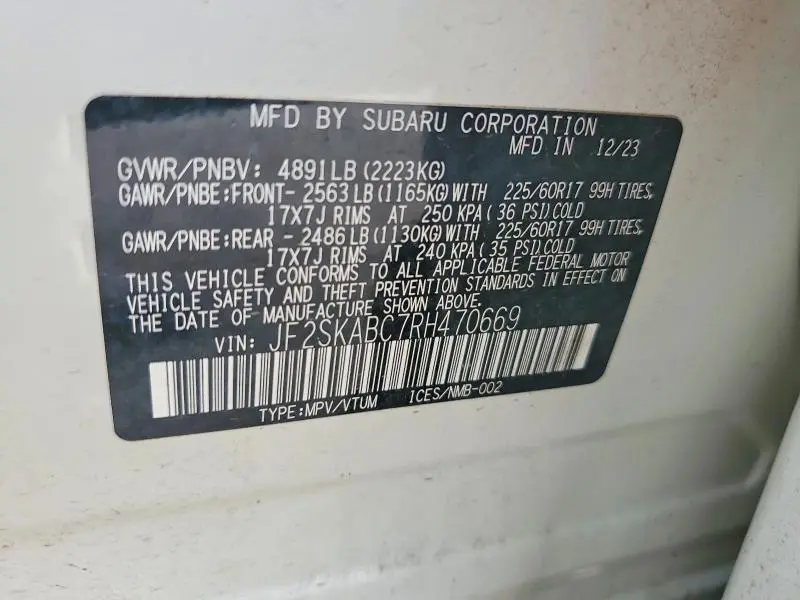 MFD BY SUBARU CORPORATION
MFD IN 12/23
GVWR/PNBV: 4891LB (2223KG)
GAWR/PNBE:FRONT- 2563 LB (1165KG) WITH 225/60R17 99H TIRES,
17X7J RIMS AT 250 KPA ( 36 PSI) COLD
GAWR/PNBE:REAR - 2486 LB (1130KG) WITH 225/60R17 99H TIRES,
17X7J RIMS AT 240 KPA ( 35 PSI) COLD
THIS VEHICLE CONFORMS TO ALL APPLICABLE FEDERAL MOTOR
VEHICLE SAFETY AND THEFT PREVENTION STANDARDS IN EFFECT ON
THE DATE OF MANUFACTURE SHOWN ABOVE.
VIN: JF2SKABC7RH470669
TYPE:MPV/VTUM ICES/NMB-002